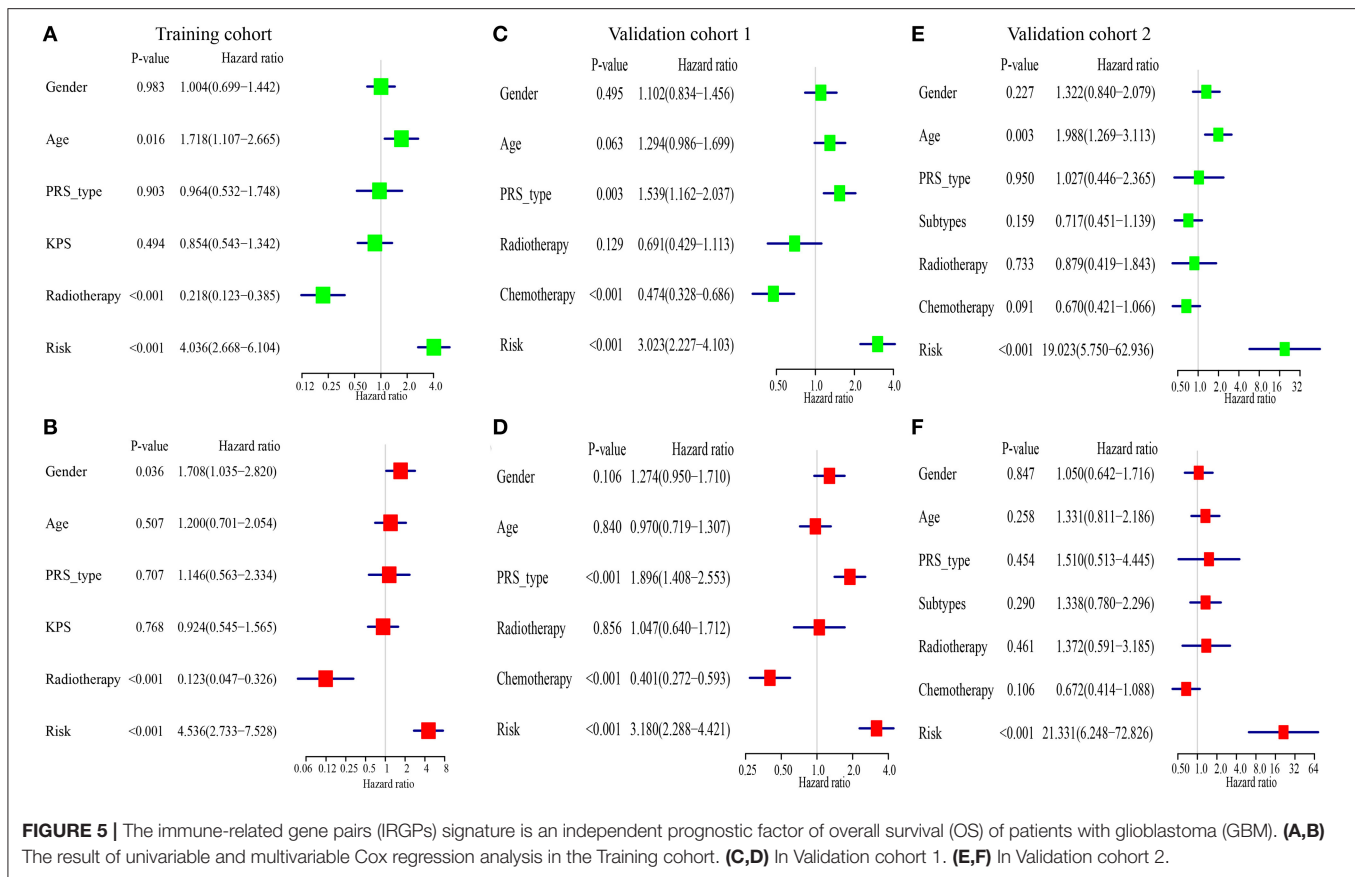 A Training cohort
P-value Hazard ratio
Gender 0.983 1.004(0.699−1.442)
Age 0.016 1.718(1.107−2.665)
PRS_type 0.903 0.964(0.532−1.748)
KPS 0.494 0.854(0.543−1.342)
Radiotherapy <0.001 0.218(0.123−0.385)
Risk <0.001 4.036(2.668−6.104)
0.12 0.25 0.50 1.0 2.0 4.0
Hazard ratio
B
P-value Hazard ratio
Gender 0.036 1.708(1.035−2.820)
Age 0.507 1.200(0.701−2.054)
PRS_type 0.707 1.146(0.563−2.334)
KPS 0.768 0.924(0.545−1.565)
Radiotherapy <0.001 0.123(0.047−0.326)
Risk <0.001 4.536(2.733−7.528)
0.06 0.12 0.25 0.5 1 2 4 8
Hazard ratio
C Validation cohort 1
P-value Hazard ratio
Gender 0.495 1.102(0.834−1.456)
Age 0.063 1.294(0.986−1.699)
PRS_type 0.003 1.539(1.162−2.037)
Radiotherapy 0.129 0.691(0.429−1.113)
Chemotherapy <0.001 0.474(0.328−0.686)
Risk <0.001 3.023(2.227−4.103)
0.50 1.0 2.0 4.0
Hazard ratio
D
P-value Hazard ratio
Gender 0.106 1.274(0.950−1.710)
Age 0.840 0.970(0.719−1.307)
PRS_type <0.001 1.896(1.408−2.553)
Radiotherapy 0.856 1.047(0.640−1.712)
Chemotherapy <0.001 0.401(0.272−0.593)
Risk <0.001 3.180(2.288−4.421)
0.25 0.50 1.0 2.0 4.0
Hazard ratio
E Validation cohort 2
P-value Hazard ratio
Gender 0.227 1.322(0.840−2.079)
Age 0.003 1.988(1.269−3.113)
PRS_type 0.950 1.027(0.446−2.365)
Subtypes 0.159 0.717(0.451−1.139)
Radiotherapy 0.733 0.879(0.419−1.843)
Chemotherapy 0.091 0.670(0.421−1.066)
Risk <0.001 19.023(5.750−62.936)
0.50 1.0 2.0 4.0 8.0 16 32
Hazard ratio
F
P-value Hazard ratio
Gender 0.847 1.050(0.642−1.716)
Age 0.258 1.331(0.811−2.186)
PRS_type 0.454 1.510(0.513−4.445)
Subtypes 0.290 1.338(0.780−2.296)
Radiotherapy 0.461 1.372(0.591−3.185)
Chemotherapy 0.106 0.672(0.414−1.088)
Risk <0.001 21.331(6.248−72.826)
0.50 1.0 2.0 4.0 8.0 16 32 64
Hazard ratio
FIGURE 5 | The immune-related gene pairs (IRGPs) signature is an independent prognostic factor of overall survival (OS) of patients with glioblastoma (GBM). (A,B)
The result of univariable and multivariable Cox regression analysis in the Training cohort. (C,D) In Validation cohort 1. (E,F) In Validation cohort 2.